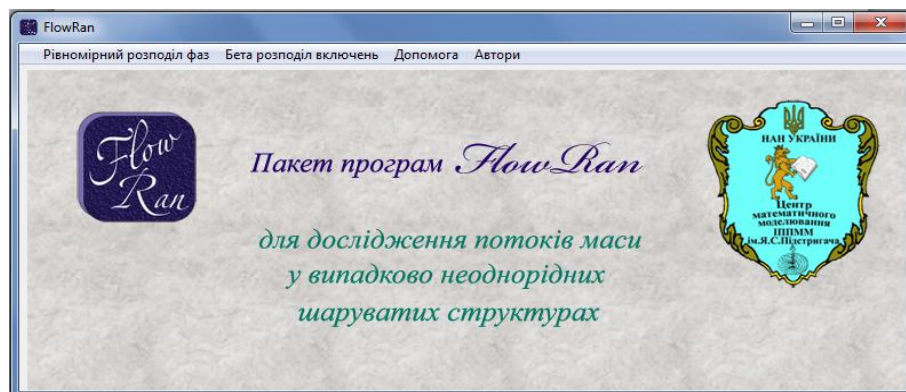 FlowRan
Рівномірний розподіл фаз Бета розподіл включень Допомога Автори
Flow
Ran
Пакет програм FlowRan
для дослідження потоків маси
у випадково неоднорідних
шаруватих структурах
НАН УКРАЇНИ
Центр
математичного
моделювання
ІППММ
ім.Я.С.Підстригача